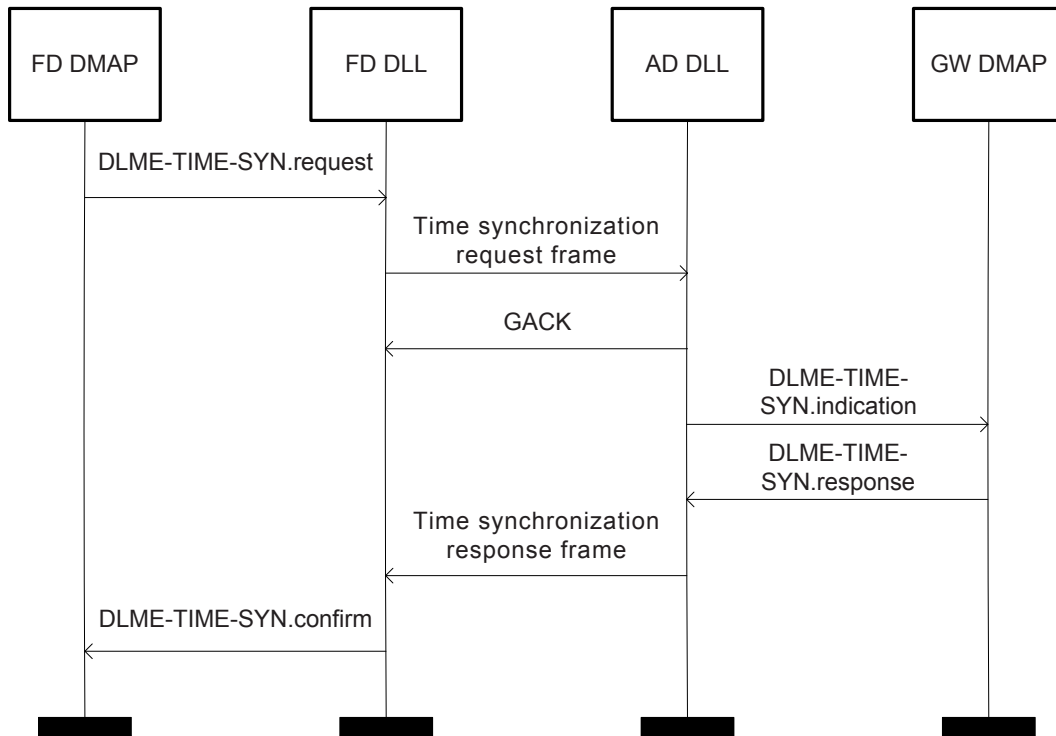 FD DMAP
FD DLL
AD DLL
GW DMAP
DLME-TIME-SYN.request
Time synchronization
request frame
GACK
DLME-TIME-
SYN.indication
DLME-TIME-
SYN.response
Time synchronization
response frame
DLME-TIME-SYN.confirm